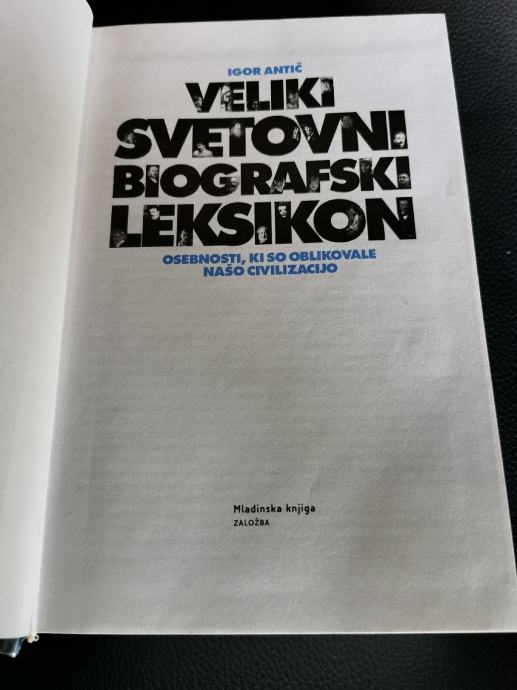 IGOR ANTIČ
VELIKI
SVETOVNI
BIOGRAFSKI
LEKSIKON
OSEBNOSTI, KI SO OBLIKOVALE
NAŠO CIVILIZACIJO
Mladinska knjiga
ZALOŽBA